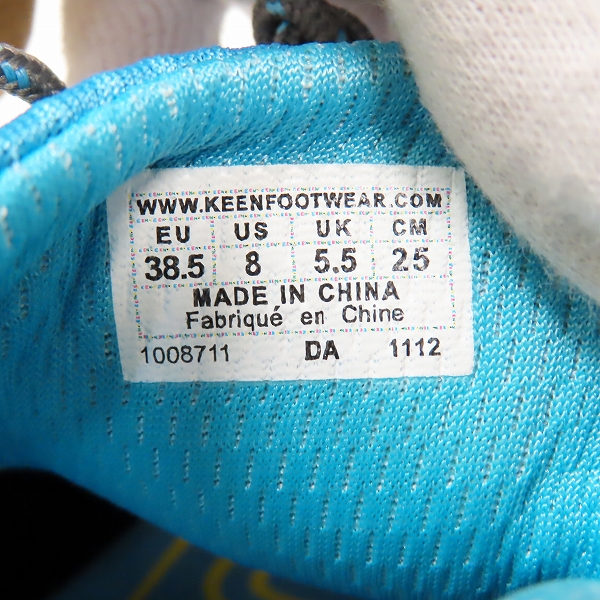 WWW.KEENFOOTWEAR.COM
EU US UK CM
38.5 8 5.5 25
MADE IN CHINA
Fabriqué en Chine
1008711 DA 1112